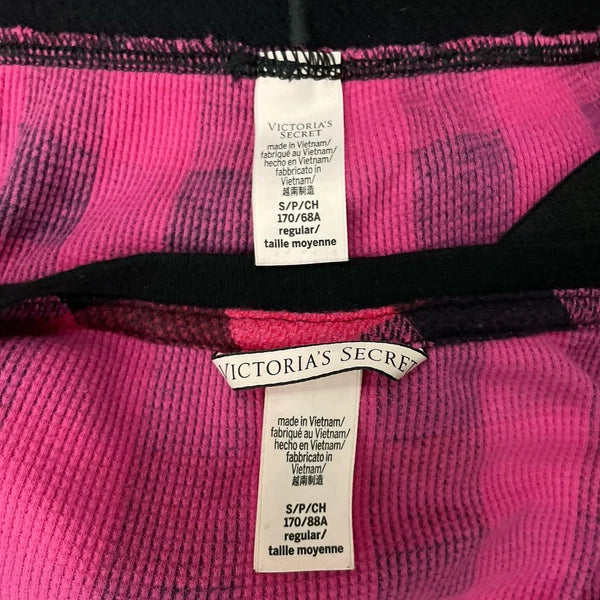 VICTORIA'S
SECRET
made in Vietnam/
fabriqué au Vietnam/
hecho en Vietnam/
fabbricato in
Vietnam/
越南制造
S/P/CH
170/68A
regular/
taille moyenne
VICTORIA'S SECRET
made in Vietnam/
fabriqué au Vietnam/
hecho en Vietnam/
fabbricato in
Vietnam/
越南制造
S/P/CH
170/88A
regular/
taille moyenne